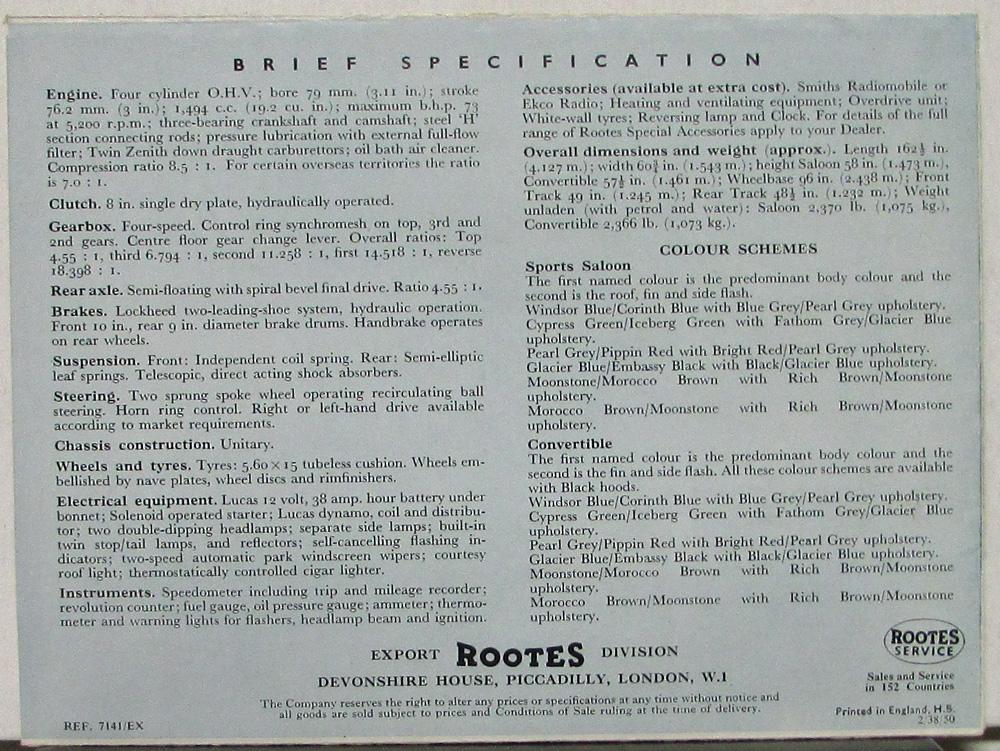 BRIEF SPECIFICATION
Engine. Four cylinder O.H.V.; bore 79 mm. (3.11 in.); stroke
76.2 mm. (3 in.); 1,494 c.c. (19.2 cu. in.); maximum b.h.p. 73
at 5,200 r.p.m.; three-bearing crankshaft and camshaft; steel 'H'
section connecting rods; pressure lubrication with external full-flow
filter; Twin Zenith down draught carburettors; oil bath air cleaner.
Compression ratio 8.5 : 1. For certain overseas territories the ratio
is 7.0 : 1.
Clutch. 8 in. single dry plate, hydraulically operated.
Gearbox. Four-speed. Control ring synchromesh on top, 3rd and
2nd gears. Centre floor gear change lever. Overall ratios: Top
4.55 : 1, third 6.794 : 1, second 11.258 : 1, first 14.518 : 1, reverse
18.398 : 1.
Rear axle. Semi-floating with spiral bevel final drive. Ratio 4.55 : 1.
Brakes. Lockheed two-leading-shoe system, hydraulic operation.
Front 10 in., rear 9 in. diameter brake drums. Handbrake operates
on rear wheels.
Suspension. Front: Independent coil spring. Rear: Semi-elliptic
leaf springs. Telescopic, direct acting shock absorbers.
Steering. Two sprung spoke wheel operating recirculating ball
steering. Horn ring control. Right or left-hand drive available
according to market requirements.
Chassis construction. Unitary.
Wheels and tyres. Tyres: 5.60 × 15 tubeless cushion. Wheels em-
bellished by nave plates, wheel discs and rimfinishers.
Electrical equipment. Lucas 12 volt, 38 amp. hour battery under
bonnet; Solenoid operated starter; Lucas dynamo, coil and distribu-
tor; two double-dipping headlamps; separate side lamps; built-in
twin stop/tail lamps, and reflectors; self-cancelling flashing in-
dicators; two-speed automatic park windscreen wipers; courtesy
roof light; thermostatically controlled cigar lighter.
Instruments. Speedometer including trip and mileage recorder;
revolution counter; fuel gauge, oil pressure gauge; ammeter; thermo-
meter and warning lights for flashers, headlamp beam and ignition.
Accessories (available at extra cost). Smiths Radiomobile or
Ekco Radio; Heating and ventilating equipment; Overdrive unit;
White-wall tyres; Reversing lamp and Clock. For details of the full
range of Rootes Special Accessories apply to your Dealer.
Overall dimensions and weight (approx.). Length 162½ in.
(4.127 m.); width 60¾ in. (1.543 m.); height Saloon 58 in. (1.473 m.),
Convertible 57½ in. (1.461 m.); Wheelbase 96 in. (2.438 m.); Front
Track 49 in. (1.245 m.); Rear Track 48½ in. (1.232 m.); Weight
unladen (with petrol and water): Saloon 2,370 lb. (1,075 kg.),
Convertible 2,366 lb. (1,073 kg.).
COLOUR SCHEMES
Sports Saloon
The first named colour is the predominant body colour and the
second is the roof, fin and side flash.
Windsor Blue/Corinth Blue with Blue Grey/Pearl Grey upholstery.
Cypress Green/Iceberg Green with Fathom Grey/Glacier Blue
upholstery.
Pearl Grey/Pippin Red with Bright Red/Pearl Grey upholstery.
Glacier Blue/Embassy Black with Black/Glacier Blue upholstery.
Moonstone/Morocco Brown with Rich Brown/Moonstone
upholstery.
Morocco Brown/Moonstone with Rich Brown/Moonstone
upholstery.
Convertible
The first named colour is the predominant body colour and the
second is the fin and side flash. All these colour schemes are available
with Black hoods.
Windsor Blue/Corinth Blue with Blue Grey/Pearl Grey upholstery.
Cypress Green/Iceberg Green with Fathom Grey/Glacier Blue
upholstery.
Pearl Grey/Pippin Red with Bright Red/Pearl Grey upholstery.
Glacier Blue/Embassy Black with Black/Glacier Blue upholstery.
Moonstone/Morocco Brown with Rich Brown/Moonstone
upholstery.
Morocco Brown/Moonstone with Rich Brown/Moonstone
upholstery.
EXPORT ROOTES DIVISION
DEVONSHIRE HOUSE, PICCADILLY, LONDON, W.1
The Company reserves the right to alter any prices or specifications at any time without notice and
all goods are sold subject to prices and Conditions of Sale ruling at the time of delivery.
REF. 7141/EX
ROOTES
SERVICE
Sales and Service
in 152 Countries
Printed in England, H.S.
2/38/50